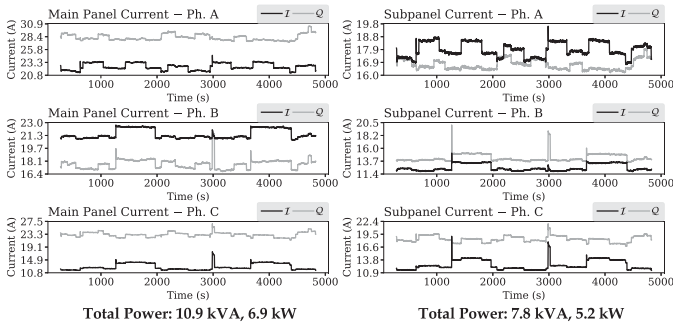 Main Panel Current – Ph. A
I Q
Current (A)
30.9
28.4
25.8
23.3
20.8
1000 2000 3000 4000 5000
Time (s)
Subpanel Current – Ph. A
I Q
Current (A)
19.8
18.8
17.9
16.9
16.0
1000 2000 3000 4000 5000
Time (s)
Main Panel Current – Ph. B
I Q
Current (A)
23.0
21.3
19.7
18.1
16.4
1000 2000 3000 4000 5000
Time (s)
Subpanel Current – Ph. B
I Q
Current (A)
20.5
18.2
16.0
13.7
11.4
1000 2000 3000 4000 5000
Time (s)
Main Panel Current – Ph. C
I Q
Current (A)
27.5
23.3
19.1
14.9
10.8
1000 2000 3000 4000 5000
Time (s)
Subpanel Current – Ph. C
I Q
Current (A)
22.4
19.5
16.6
13.8
10.9
1000 2000 3000 4000 5000
Time (s)
Total Power: 10.9 kVA, 6.9 kW
Total Power: 7.8 kVA, 5.2 kW